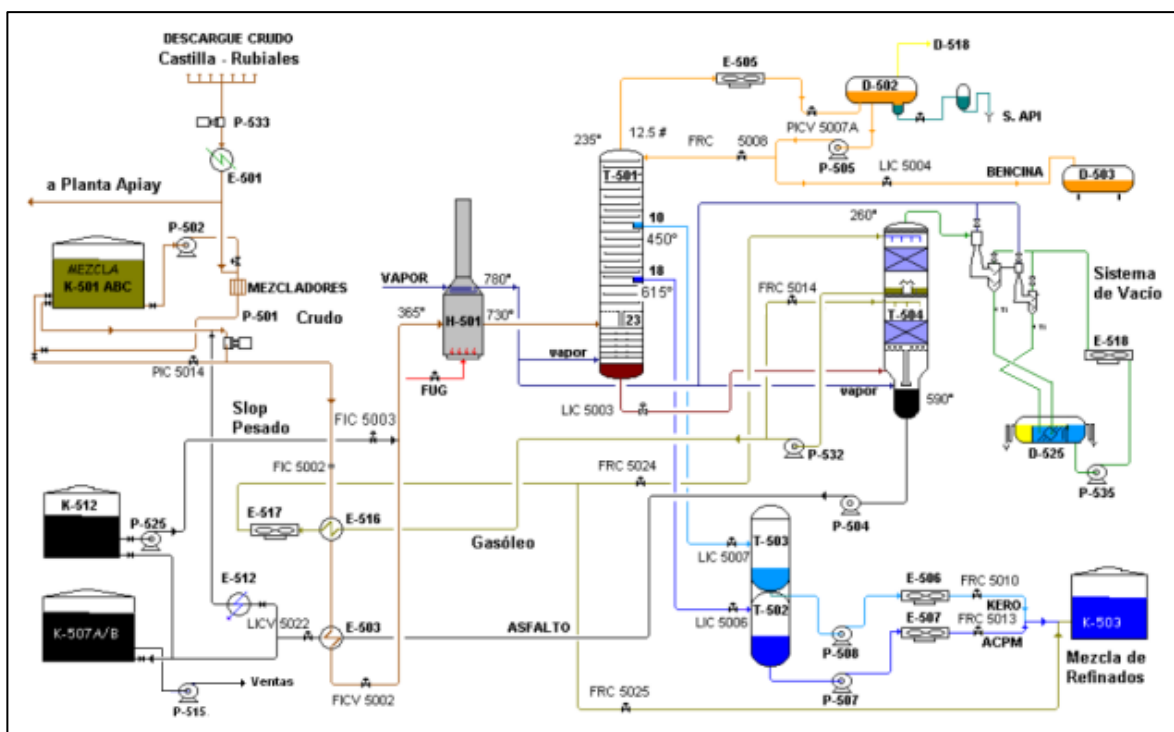 DESCARGUE CRUDO
Castilla - Rubiales
P-533
E-501
a Planta Apiay
P-502
MEZCLA
K-501 ABC
MEZCLADORES
P-501
Crudo
PIC 5014
Slop
Pesado
FIC 5003
FIC 5002
K-512
P-525
E-517
E-516
Gasóleo
E-512
K-507A/B
LICV 5022
E-503
ASFALTO
Ventas
P-515
FICV 5002
VAPOR
780°
365°
H-501
730°
FUG
vapor
LIC 5003
E-505
D-518
D-502
S. API
235°
12.5 #
PICV 5007A
FRC 5008
P-505
LIC 5004
BENCINA
D-503
T-501
10
450°
18
615°
23
260°
FRC 5014
T-504
Sistema
de Vacío
E-518
vapor
590°
D-525
P-535
P-532
FRC 5024
P-504
T-503
LIC 5007
T-502
LIC 5006
E-506
FRC 5010
KERO
E-507
FRC 5013
ACPM
P-508
P-507
K-503
Mezcla de
Refinados
FRC 5025